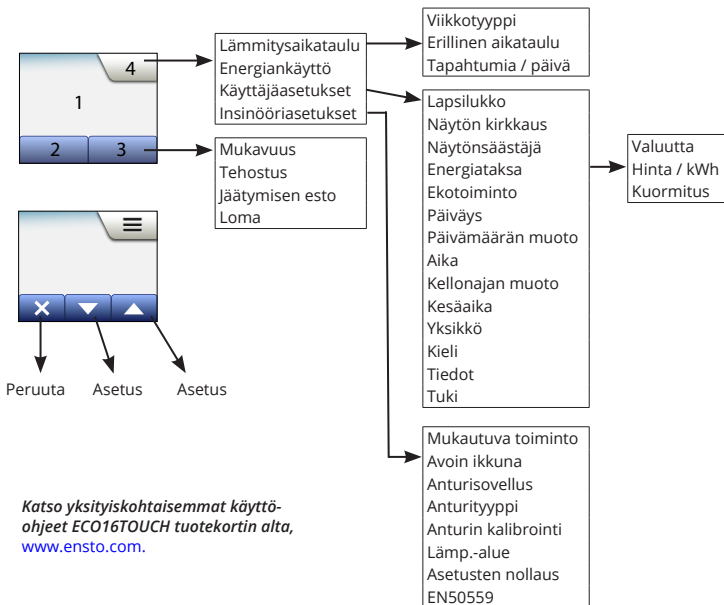 4
1
2 3
Lämmitysaikataulu
Energiankäyttö
Käyttäjäasetukset
Insinööriasetukset
Mukavuus
Tehostus
Jäätymisen esto
Loma
Viikkotyyppi
Erillinen aikataulu
Tapahtumia / päivä
Lapsilukko
Näytön kirkkaus
Näytönsäästäjä
Energiataksa
Ekotoiminto
Päiväys
Päivämäärän muoto
Aika
Kellonajan muoto
Kesäaika
Yksikkö
Kieli
Tiedot
Tuki
Valuutta
Hinta / kWh
Kuormitus
Peruuta Asetus Asetus
Mukautuva toiminto
Avoin ikkuna
Anturisovellus
Anturityyppi
Anturin kalibrointi
Lämp.-alue
Asetusten nollaus
EN50559
Katso yksityiskohtaisemmat käyttö-
ohjeet ECO16TOUCH tuotekortin alta,
www.ensto.com.